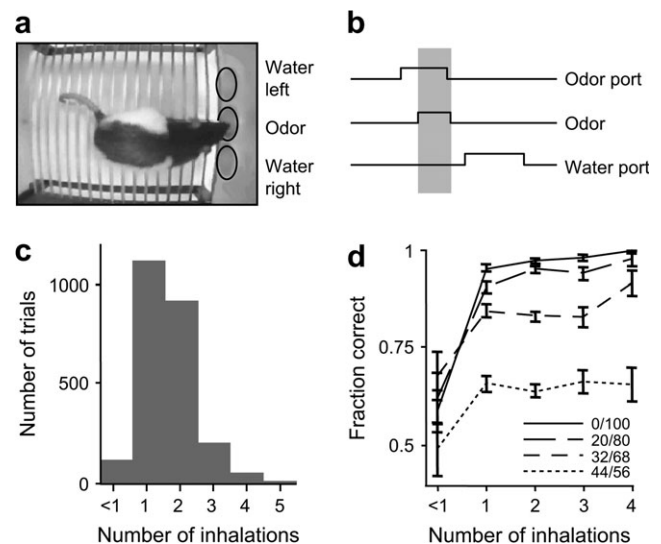 a
Water
left
Odor
Water
right
b
Odor port
Odor
Water port
c
Number of trials
1000
500
0
<1 1 2 3 4 5
Number of inhalations
d
Fraction correct
1
0.75
0.5
0/100
20/80
32/68
44/56
<1 1 2 3 4
Number of inhalations